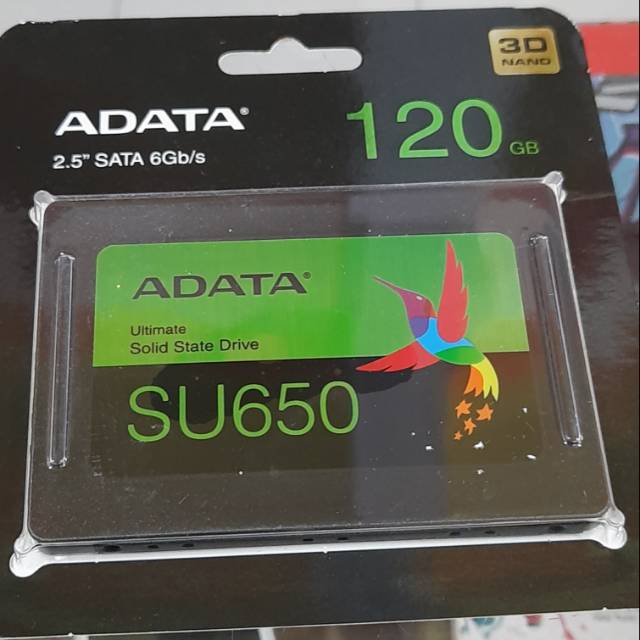 3D
NAND
ADATA®
120 GB
2.5" SATA 6Gb/s
ADATA®
Ultimate
Solid State Drive
SU650